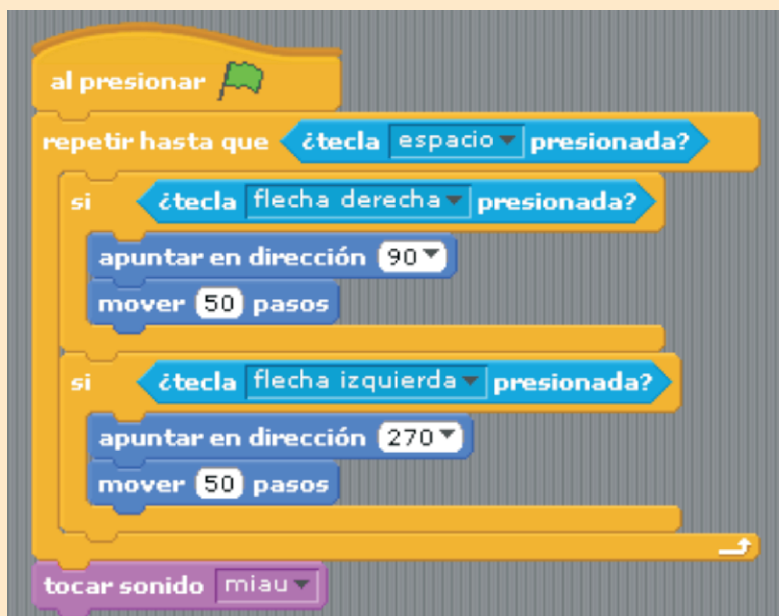 al presionar
repetir hasta que ¿tecla espacio presionada?
si ¿tecla flecha derecha presionada?
apuntar en dirección 90
mover 50 pasos
si ¿tecla flecha izquierda presionada?
apuntar en dirección 270
mover 50 pasos
tocar sonido miau